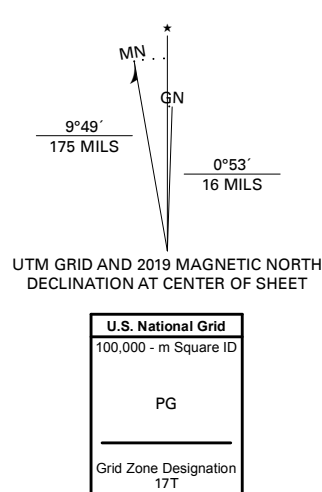 ★
MN
GN
9°49´
175 MILS
0°53´
16 MILS
UTM GRID AND 2019 MAGNETIC NORTH
DECLINATION AT CENTER OF SHEET
U.S. National Grid
100,000 - m Square ID
PG
Grid Zone Designation
17T